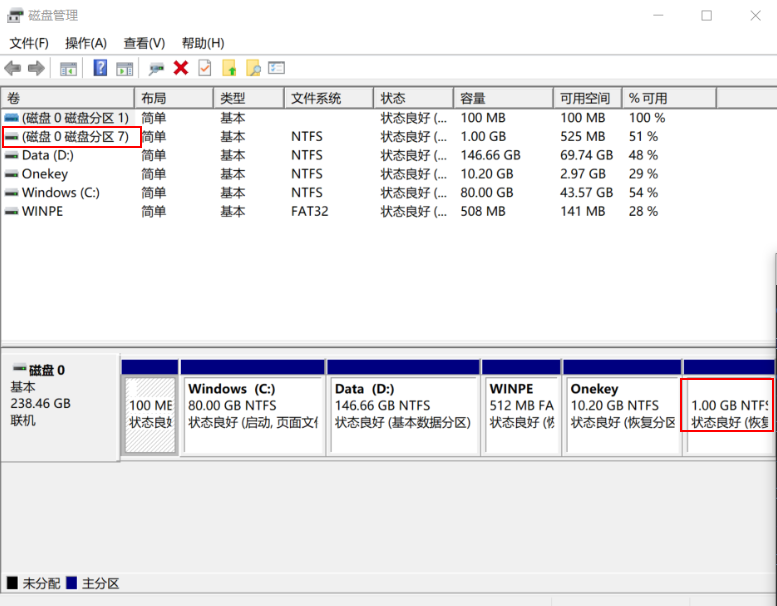 磁盘管理
文件(F) 操作(A) 查看(V) 帮助(H)
卷 布局 类型 文件系统 状态 容量 可用空间 % 可用
(磁盘 0 磁盘分区 1) 简单 基本 状态良好 (... 100 MB 100 MB 100 %
(磁盘 0 磁盘分区 7) 简单 基本 NTFS 状态良好 (... 1.00 GB 525 MB 51 %
Data (D:) 简单 基本 NTFS 状态良好 (... 146.66 GB 69.74 GB 48 %
Onekey 简单 基本 NTFS 状态良好 (... 10.20 GB 2.97 GB 29 %
Windows (C:) 简单 基本 NTFS 状态良好 (... 80.00 GB 43.57 GB 54 %
WINPE 简单 基本 FAT32 状态良好 (... 508 MB 141 MB 28 %
磁盘 0
基本
238.46 GB
联机
100 MB
状态良好
Windows (C:)
80.00 GB NTFS
状态良好 (启动, 页面文件
Data (D:)
146.66 GB NTFS
状态良好 (基本数据分区)
WINPE
512 MB FA
状态良好 (恢
Onekey
10.20 GB NTFS
状态良好 (恢复分区
1.00 GB NTFS
状态良好 (恢复
未分配 主分区